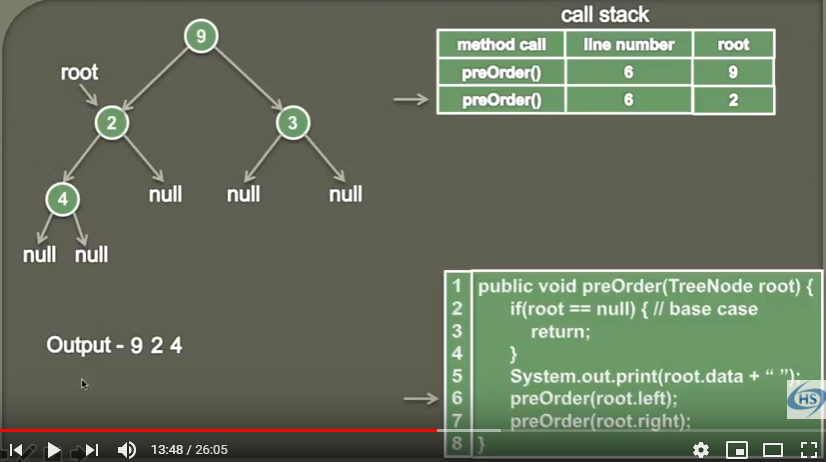 call stack
method call line number root
preOrder() 6 9
preOrder() 6 2
9
root
2
3
4
null
null
null
null
null
Output - 9 2 4
1 public void preOrder(TreeNode root) {
2 if(root == null) { // base case
3 return;
4 }
5 System.out.print(root.data + “ ”);
6 preOrder(root.left);
7 preOrder(root.right);
8 }
HS
13:48 / 26:05